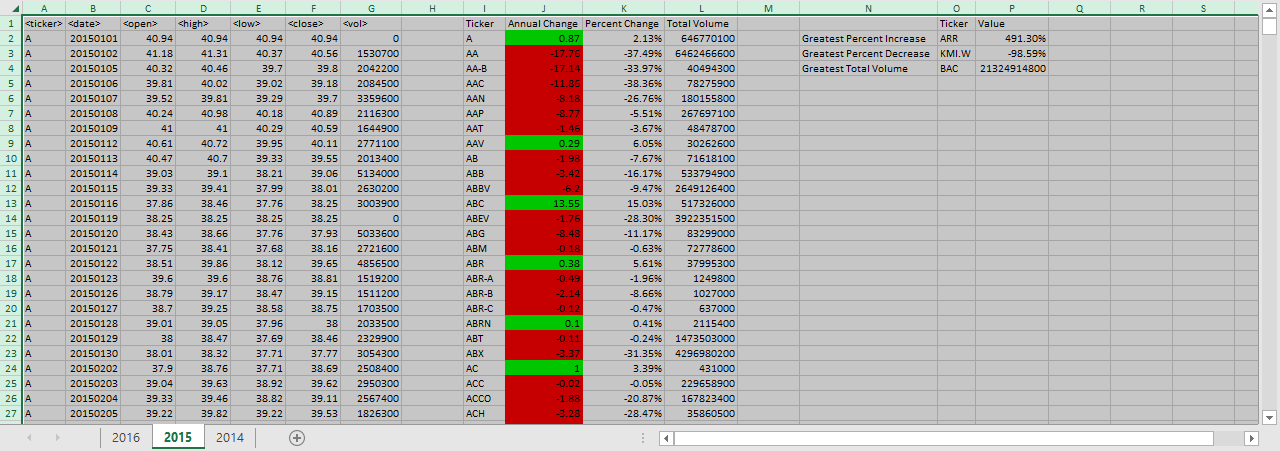 A B C D E F G H I J K L M N O P Q R S
1 <ticker> <date> <open> <high> <low> <close> <vol> Ticker Annual Change Percent Change Total Volume Ticker Value
2 A 20150101 40.94 40.94 40.94 40.94 0 A 0.87 2.13% 646770100 Greatest Percent Increase ARR 491.30%
3 A 20150102 41.18 41.31 40.37 40.56 1530700 AA -17.76 -37.49% 6462466600 Greatest Percent Decrease KMI.W -98.59%
4 A 20150105 40.32 40.46 39.7 39.8 2042200 AA-B -17.14 -33.97% 40494300 Greatest Total Volume BAC 21324914800
5 A 20150106 39.81 40.02 39.02 39.18 2084500 AAC -11.86 -38.36% 78275900
6 A 20150107 39.52 39.81 39.29 39.7 3359600 AAN -8.18 -26.76% 180155800
7 A 20150108 40.24 40.98 40.18 40.89 2116300 AAP -8.77 -5.51% 267697100
8 A 20150109 41 41 40.29 40.59 1644900 AAT -1.46 -3.67% 48478700
9 A 20150112 40.61 40.72 39.95 40.11 2771100 AAV 0.29 6.05% 30262600
10 A 20150113 40.47 40.7 39.33 39.55 2013400 AB -1.98 -7.67% 71618100
11 A 20150114 39.03 39.1 38.21 39.06 5134000 ABB -3.42 -16.17% 533794900
12 A 20150115 39.33 39.41 37.99 38.01 2630200 ABBV -6.2 -9.47% 2649126400
13 A 20150116 37.86 38.46 37.76 38.25 3003900 ABC 13.55 15.03% 517326000
14 A 20150119 38.25 38.25 38.25 38.25 0 ABEV -1.76 -28.30% 3922351500
15 A 20150120 38.43 38.66 37.76 37.93 5033600 ABG -8.48 -11.17% 83299000
16 A 20150121 37.75 38.41 37.68 38.16 2721600 ABM -0.18 -0.63% 72778600
17 A 20150122 38.51 39.86 38.12 39.65 4856500 ABR 0.38 5.61% 37995300
18 A 20150123 39.6 39.6 38.76 38.81 1519200 ABR-A -0.49 -1.96% 1249800
19 A 20150126 38.79 39.17 38.47 39.15 1511200 ABR-B -2.14 -8.66% 1027000
20 A 20150127 38.7 39.25 38.58 38.75 1703500 ABR-C -0.12 -0.47% 637000
21 A 20150128 39.01 39.05 37.96 38 2033500 ABRN 0.1 0.41% 2115400
22 A 20150129 38 38.47 37.69 38.46 2329900 ABT -0.11 -0.24% 1473503000
23 A 20150130 38.01 38.32 37.71 37.77 3054300 ABX -3.37 -31.35% 4296980200
24 A 20150202 37.9 38.76 37.71 38.69 2508400 AC 1 3.39% 431000
25 A 20150203 39.04 39.63 38.92 39.62 2950300 ACC -0.02 -0.05% 229658900
26 A 20150204 39.33 39.46 38.82 39.11 2567400 ACCO -1.88 -20.87% 167823400
27 A 20150205 39.22 39.82 39.22 39.53 1826300 ACH -3.28 -28.47% 35860500
2016 2015 2014